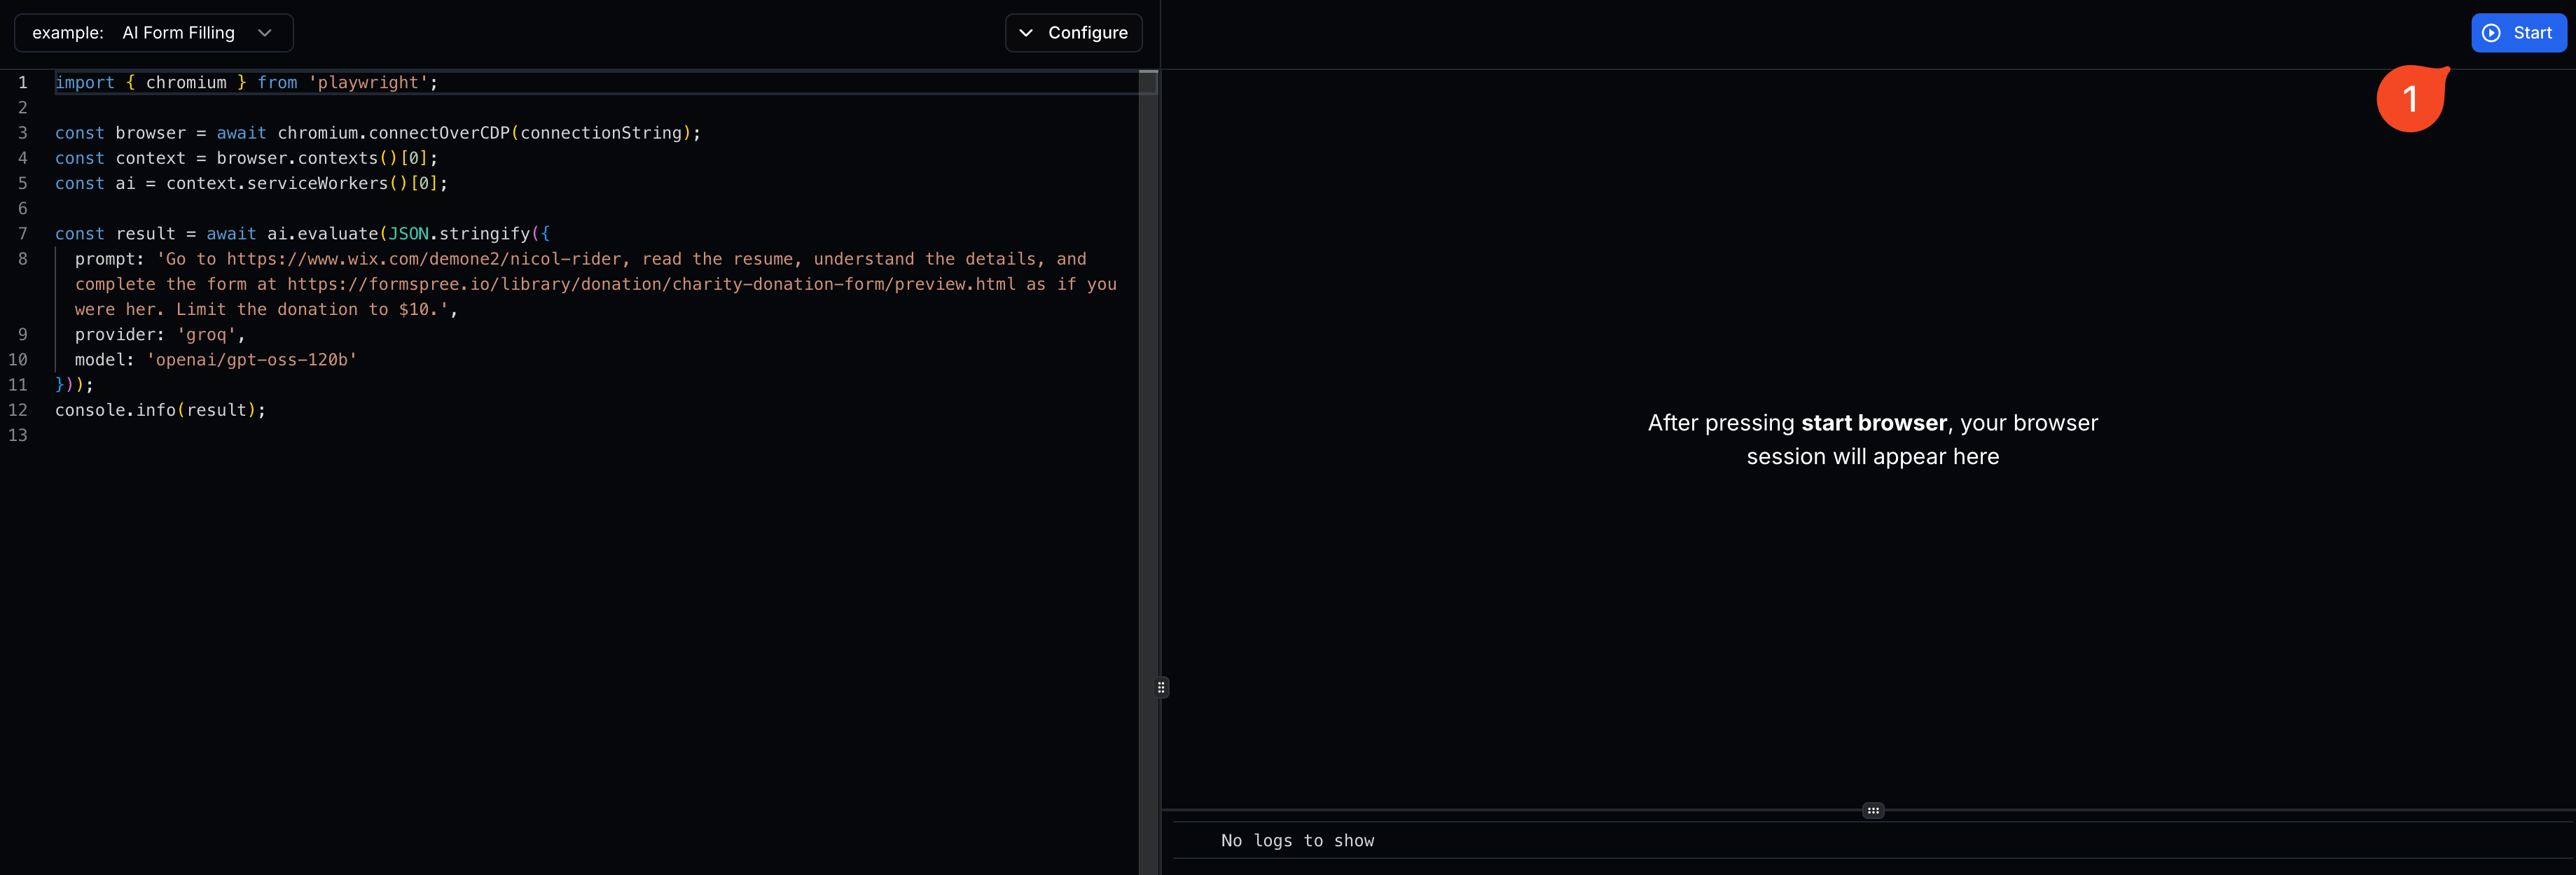 example: AI Form Filling
Configure
Start
1
1 import { chromium } from 'playwright';
2
3 const browser = await chromium.connectOverCDP(connectionString);
4 const context = browser.contexts()[0];
5 const ai = context.serviceWorkers()[0];
6
7 const result = await ai.evaluate(JSON.stringify({
8 prompt: 'Go to https://www.wix.com/demone2/nicol-rider, read the resume, understand the details, and
complete the form at https://formspree.io/library/donation/charity-donation-form/preview.html as if you
were her. Limit the donation to $10.',
9 provider: 'groq',
10 model: 'openai/gpt-oss-120b'
11 }));
12 console.info(result);
13
After pressing start browser, your browser
session will appear here
No logs to show